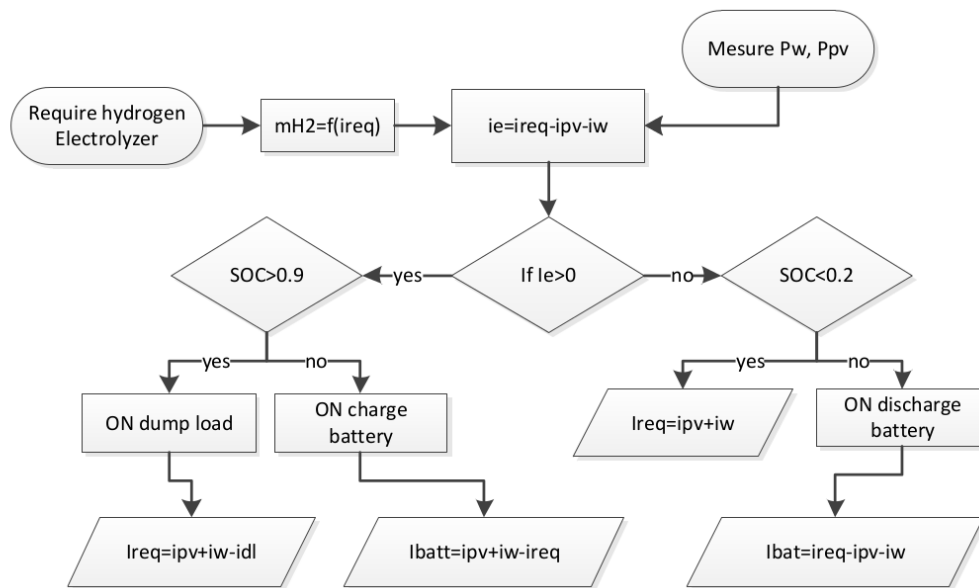 Mesure Pw, Ppv
Require hydrogen
Electrolyzer
mH2=f(ireq)
ie=ireq-ipv-iw
SOC>0.9
yes
If Ie>0
no
SOC<0.2
yes
no
yes
no
ON dump load
ON charge
battery
Ireq=ipv+iw
ON discharge
battery
Ireq=ipv+iw-idl
Ibatt=ipv+iw-ireq
Ibat=ireq-ipv-iw